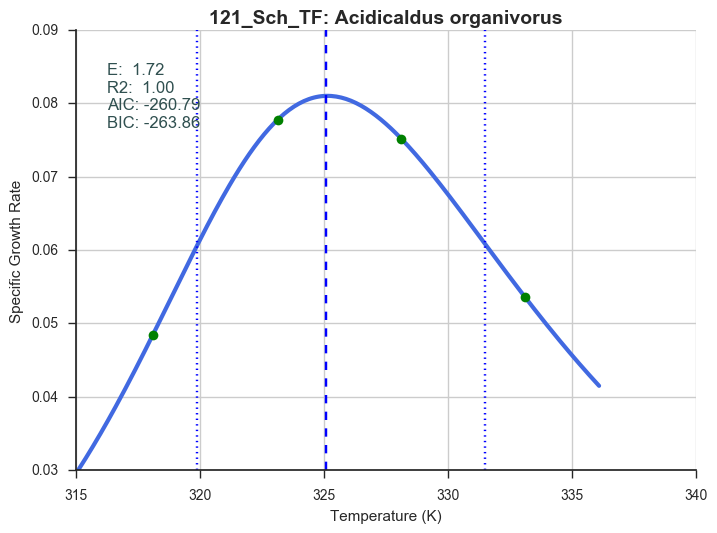 121_Sch_TF: Acidicaldus organivorus
E:  1.72
R2:  1.00
AIC: -260.79
BIC: -263.86
Specific Growth Rate
0.09
0.08
0.07
0.06
0.05
0.04
0.03
315 320 325 330 335 340
Temperature (K)